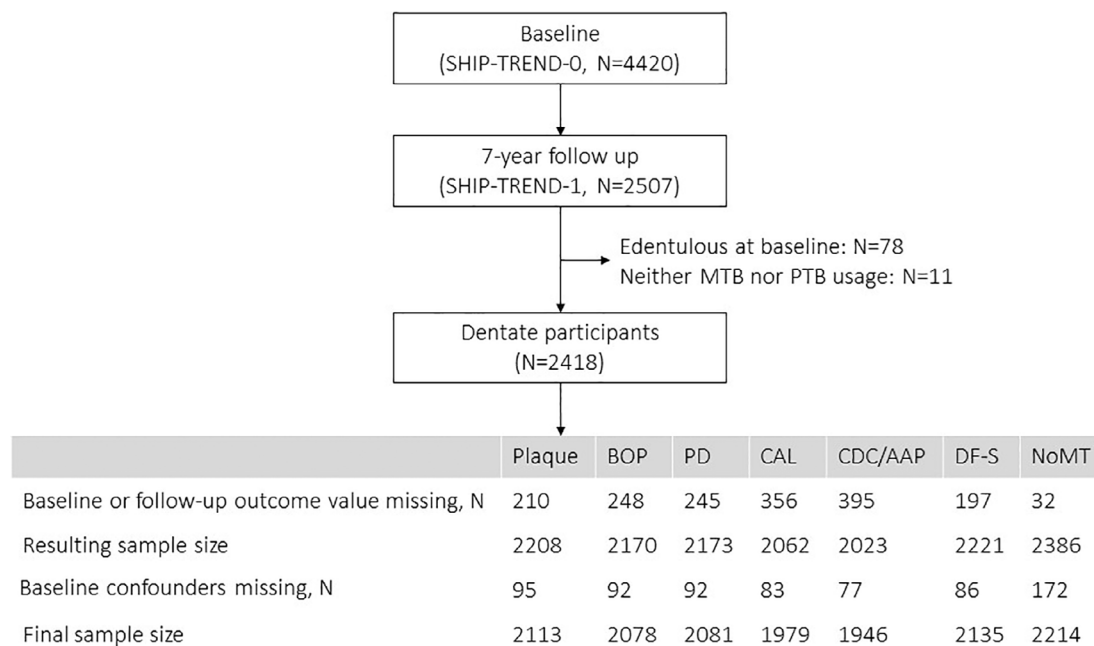 Baseline
(SHIP-TREND-0, N=4420)
7-year follow up
(SHIP-TREND-1, N=2507)
Edentulous at baseline: N=78
Neither MTB nor PTB usage: N=11
Dentate participants
(N=2418)
Plaque BOP PD CAL CDC/AAP DF-S NoMT
Baseline or follow-up outcome value missing, N 210 248 245 356 395 197 32
Resulting sample size 2208 2170 2173 2062 2023 2221 2386
Baseline confounders missing, N 95 92 92 83 77 86 172
Final sample size 2113 2078 2081 1979 1946 2135 2214